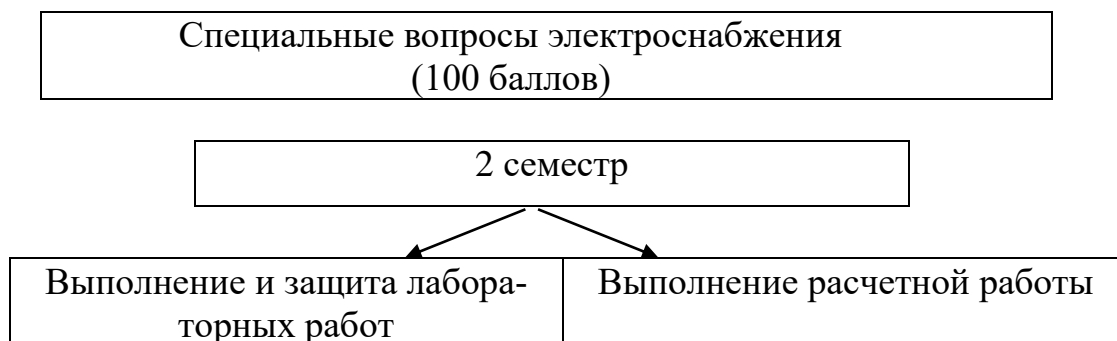 Специальные вопросы электроснабжения
(100 баллов)
2 семестр
Выполнение и защита лабора-
торных работ
Выполнение расчетной работы